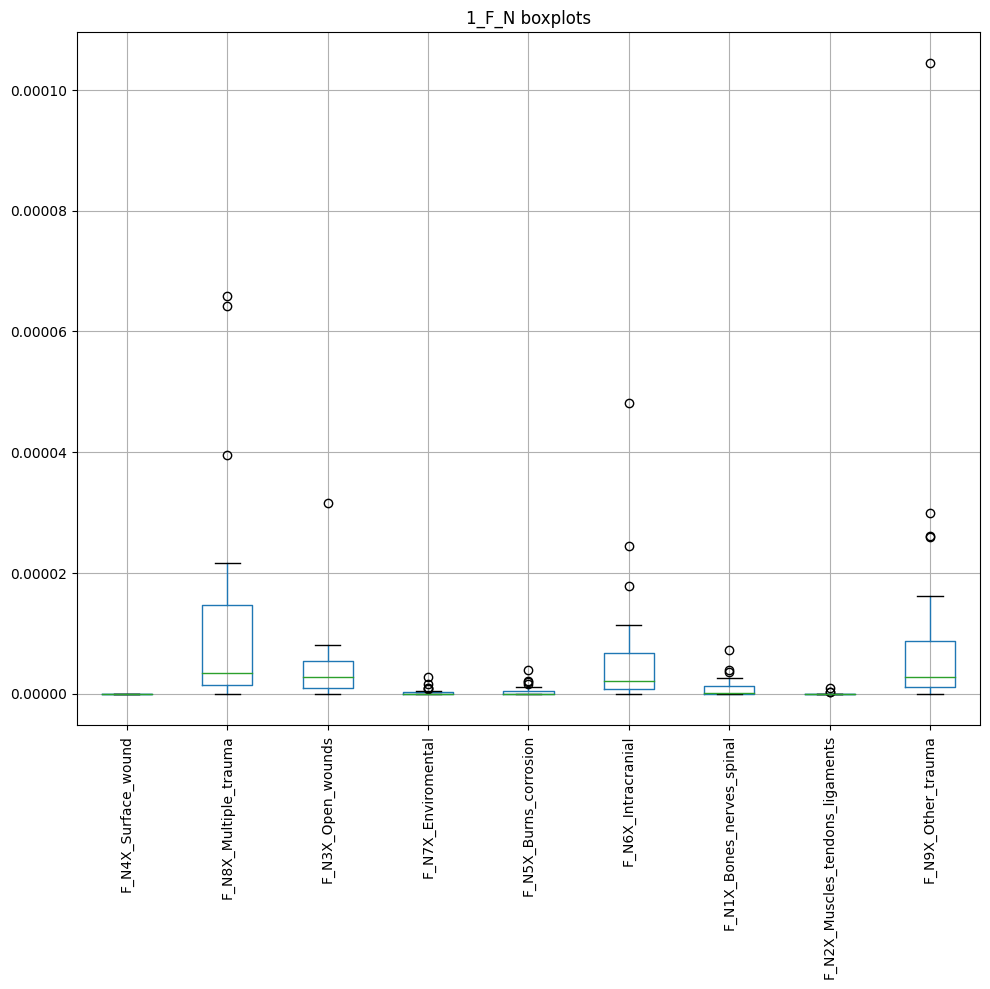 1_F_N boxplots
0.00010
0.00008
0.00006
0.00004
0.00002
0.00000
F_N4X_Surface_wound
F_N8X_Multiple_trauma
F_N3X_Open_wounds
F_N7X_Enviromental
F_N5X_Burns_corrosion
F_N6X_Intracranial
F_N1X_Bones_nerves_spinal
F_N2X_Muscles_tendons_ligaments
F_N9X_Other_trauma